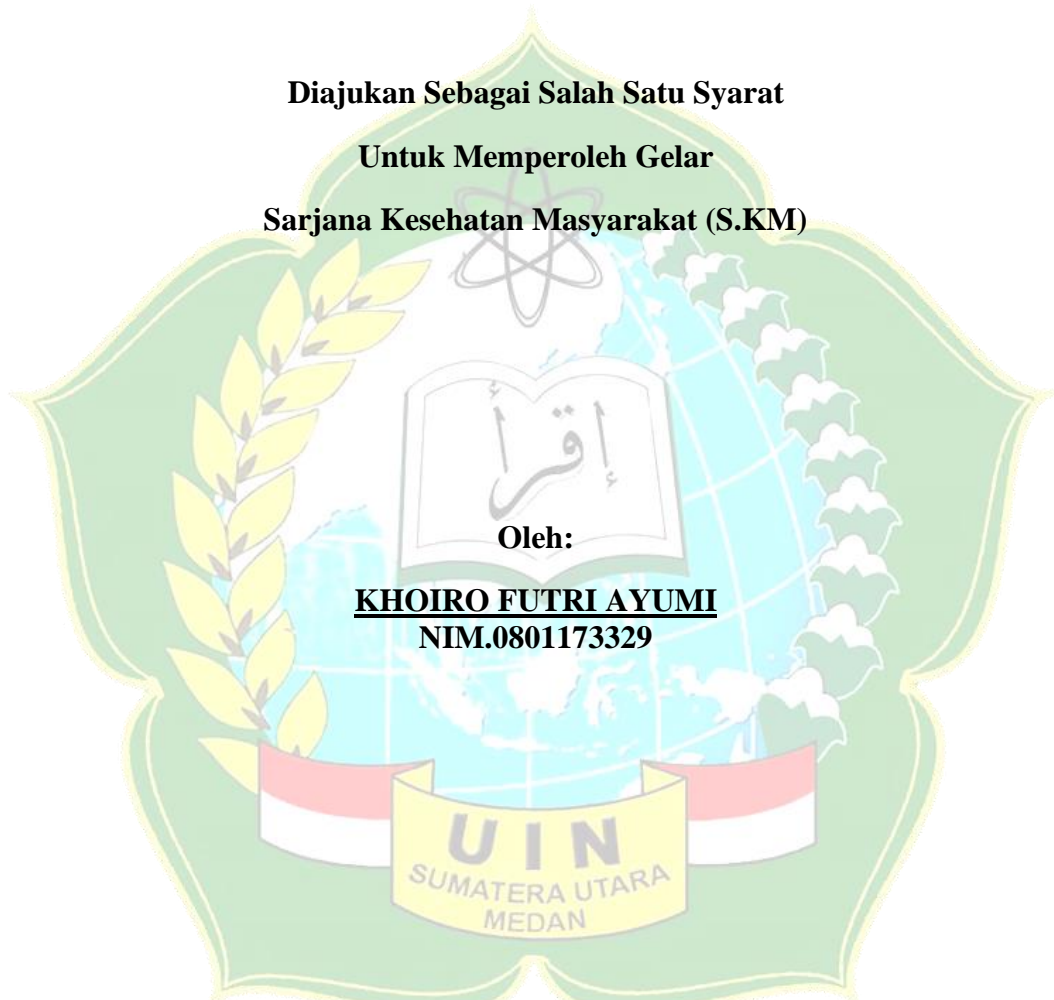 Diajukan Sebagai Salah Satu Syarat
Untuk Memperoleh Gelar
Sarjana Kesehatan Masyarakat (S.KM)
إقرأ
Oleh:
KHOIRO FUTRI AYUMI
NIM.0801173329
UIN
SUMATERA UTARA
MEDAN